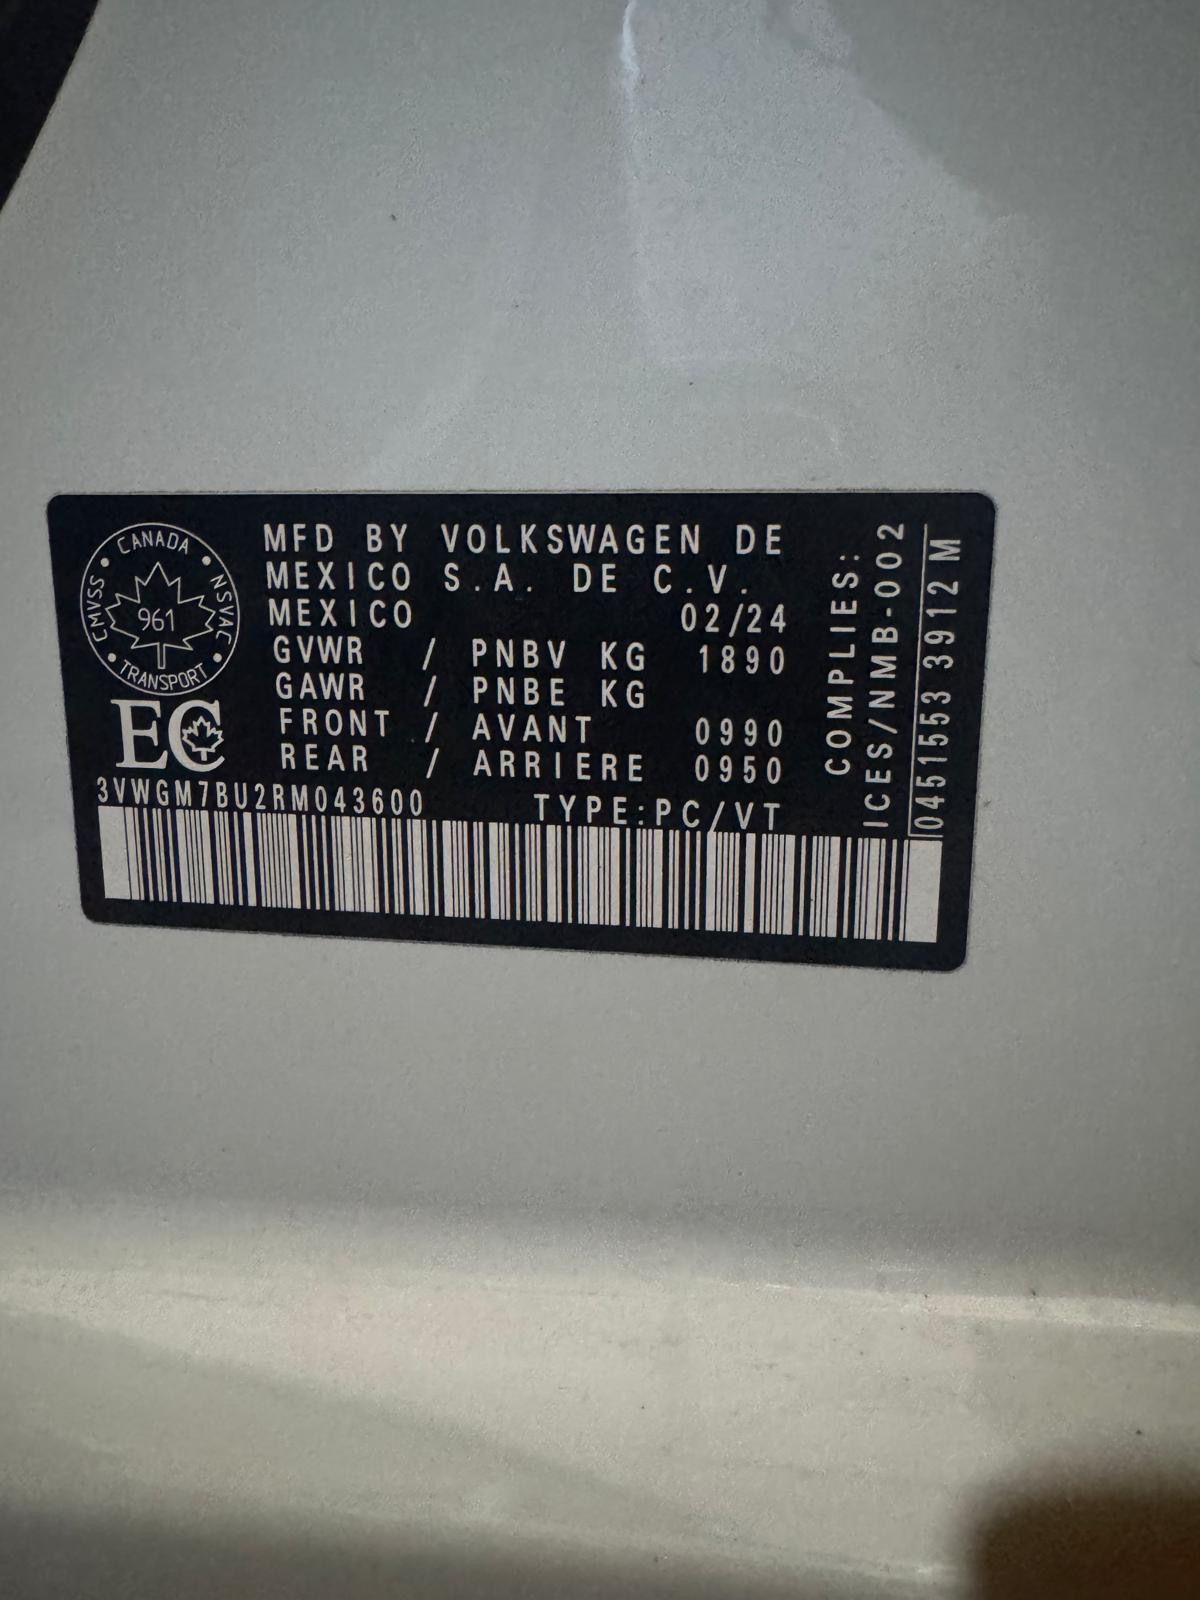 CANADA
CMVSS
NSVAC
961
TRANSPORT
EC
MFD BY VOLKSWAGEN DE
MEXICO S.A. DE C.V.
MEXICO 02/24
GVWR / PNBV KG 1890
GAWR / PNBE KG
FRONT / AVANT 0990
REAR / ARRIERE 0950
3VWGM7BU2RM043600 TYPE:PC/VT
COMPLIES:
ICES/NMB-002
0451553 3912 M